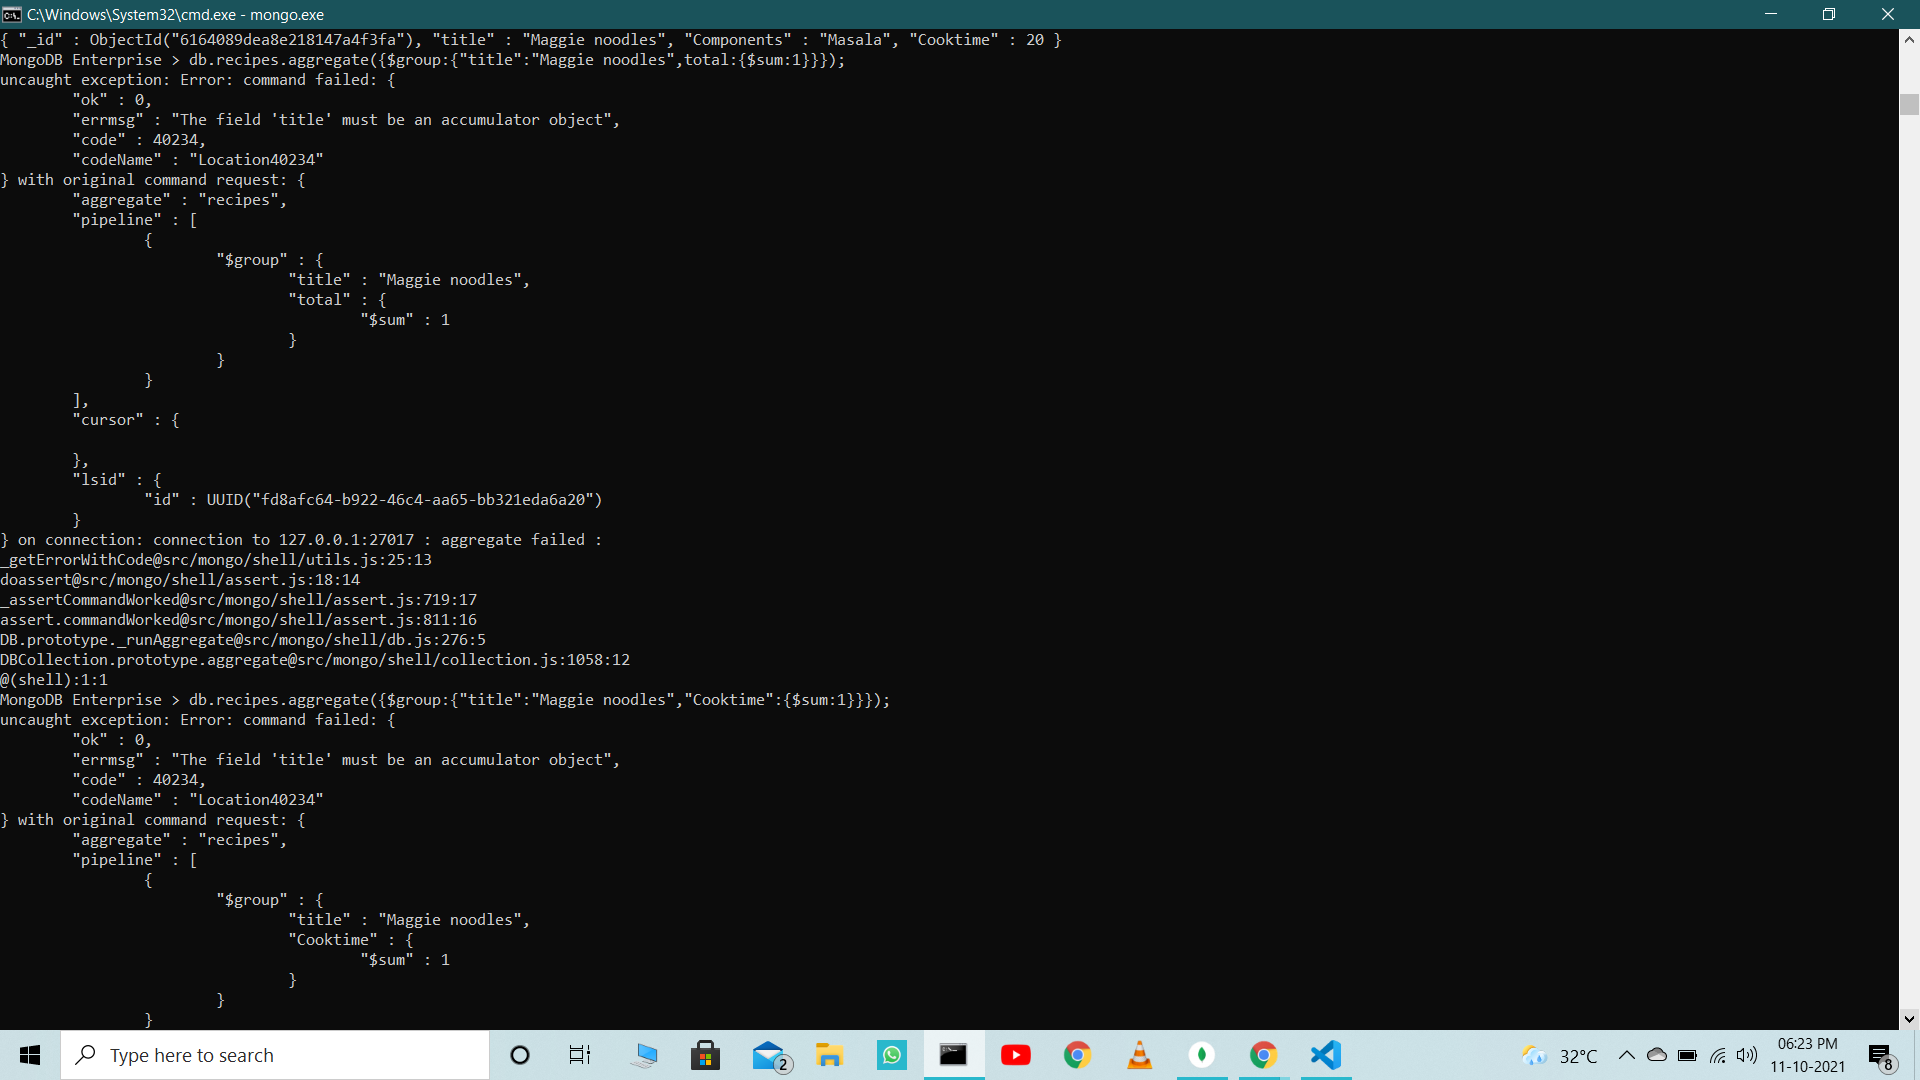 C:\Windows\System32\cmd.exe - mongo.exe
{ "_id" : ObjectId("6164089dea8e218147a4f3fa"), "title" : "Maggie noodles", "Components" : "Masala", "Cooktime" : 20 }
MongoDB Enterprise > db.recipes.aggregate({$group:{"title":"Maggie noodles",total:{$sum:1}}});
uncaught exception: Error: command failed: {
"ok" : 0,
"errmsg" : "The field 'title' must be an accumulator object",
"code" : 40234,
"codeName" : "Location40234"
} with original command request: {
"aggregate" : "recipes",
"pipeline" : [
{
"$group" : {
"title" : "Maggie noodles",
"total" : {
"$sum" : 1
}
}
}
],
"cursor" : {
},
"lsid" : {
"id" : UUID("fd8afc64-b922-46c4-aa65-bb321eda6a20")
}
} on connection: connection to 127.0.0.1:27017 : aggregate failed :
_getErrorWithCode@src/mongo/shell/utils.js:25:13
doassert@src/mongo/shell/assert.js:18:14
_assertCommandWorked@src/mongo/shell/assert.js:719:17
assert.commandWorked@src/mongo/shell/assert.js:811:16
DB.prototype._runAggregate@src/mongo/shell/db.js:276:5
DBCollection.prototype.aggregate@src/mongo/shell/collection.js:1058:12
@(shell):1:1
MongoDB Enterprise > db.recipes.aggregate({$group:{"title":"Maggie noodles","Cooktime":{$sum:1}}});
uncaught exception: Error: command failed: {
"ok" : 0,
"errmsg" : "The field 'title' must be an accumulator object",
"code" : 40234,
"codeName" : "Location40234"
} with original command request: {
"aggregate" : "recipes",
"pipeline" : [
{
"$group" : {
"title" : "Maggie noodles",
"Cooktime" : {
"$sum" : 1
}
}
}
Type here to search
2
32°C
06:23 PM
11-10-2021
8